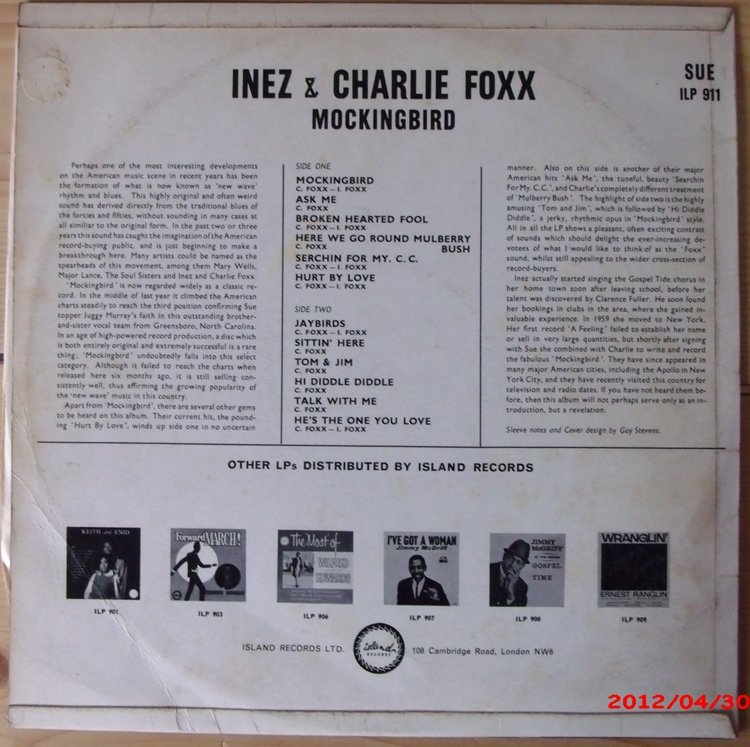 INEZ & CHARLIE FOXX
MOCKINGBIRD
SUE
ILP 911
Perhaps one of the most interesting developments
on the American music scene in recent years has been
the formation of what is now known as 'new wave'
rhythm and blues. This highly original and often weird
sound has derived directly from the traditional blues of
the forties and fifties, without sounding in many cases at
all similiar to the original form. In the past two or three
years this sound has caught the imagination of the American
record-buying public, and is just beginning to make a
breakthrough here. Many artists could be named as the
spearheads of this movement, among them Mary Wells,
Major Lance, The Soul Sisters and Inez and Charlie Foxx.
'Mockingbird' is now regarded widely as a classic re-
cord. In the middle of last year it climbed the American
charts steadily to reach the third position confirming Sue
topper Juggy Murray's faith in this outstanding brother-
and-sister vocal team from Greensboro, North Carolina.
In an age of high-powered record production, a disc which
is both entirely original and extremely successful is a rare
thing; 'Mockingbird' undoubtedly falls into this select
category. Although it failed to reach the charts when
released here six months ago, it is still selling con-
sistently well, thus affirming the growing popularity of
the 'new wave' music in this country.
Apart from 'Mockingbird', there are several other gems
to be heard on this album. Their current hit, the pound-
ing 'Hurt By Love', winds up side one in no uncertain
SIDE ONE
MOCKINGBIRD
C. FOXX—I. FOXX
ASK ME
C. FOXX—I. FOXX
BROKEN HEARTED FOOL
C. FOXX—I. FOXX
HERE WE GO ROUND MULBERRY
C. FOXX BUSH
SERCHIN FOR MY. C. C.
C. FOXX—I. FOXX
HURT BY LOVE
C. FOXX—I. FOXX
SIDE TWO
JAYBIRDS
C. FOXX—I. FOXX
SITTIN' HERE
C. FOXX
TOM & JIM
C. FOXX
HI DIDDLE DIDDLE
C. FOXX
TALK WITH ME
C. FOXX
HE'S THE ONE YOU LOVE
C. FOXX—I. FOXX
manner. Also on this side is another of their major
American hits 'Ask Me', the tuneful, beauty 'Searchin
For My. C.C.', and Charlie's completely different treatment
of 'Mulberry Bush'. The highlight of side two is the highly
amusing 'Tom and Jim', which is followed by 'Hi Diddle
Diddle', a jerky, rhythmic opus in 'Mockingbird' style.
All in all the LP shows a pleasant, often exciting contrast
of sounds which should delight the ever-increasing de-
votees of what I would like to think of as the 'Foxx'
sound, whilst still appealing to the wider cross-section of
record-buyers.
Inez actually started singing the Gospel Tide chorus in
her home town soon after leaving school, before her
talent was discovered by Clarence Fuller. He soon found
her bookings in clubs in the area, where she gained in-
valuable experience. In 1959 she moved to New York.
Her first record 'A Feeling' failed to establish her name
or sell in very large quantities, but shortly after signing
with Sue she combined with Charlie to write and record
the fabulous 'Mockingbird'. They have since appeared in
many major American cities, including the Apollo in New
York City, and they have recently visited this country for
television and radio dates. If you have not heard them be-
fore, then this album will not perhaps serve only as an in-
troduction, but a revelation.
Sleeve notes and Cover design by Guy Stevens.
OTHER LPs DISTRIBUTED BY ISLAND RECORDS
KEITH and ENID
ILP 901
forward MARCH!
DERRICK MORGAN
ILP 903
The Most of
WILFRED
EDWARDS
ILP 906
I'VE GOT A WOMAN
Jimmy McGriff
ILP 907
JIMMY
McGRIFF
GOSPEL
TIME
ILP 908
WRANGLIN'
ERNEST RANGLIN
ILP 909
ISLAND RECORDS LTD.
island
RECORDS
108 Cambridge Road, London NW6
2012/04/30